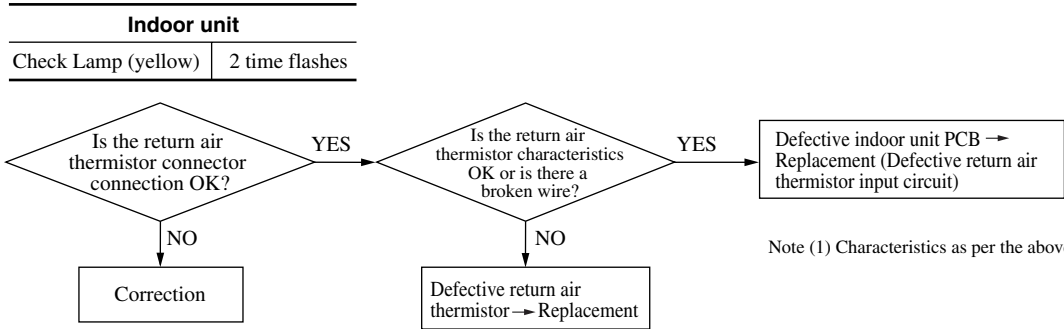 Indoor unit
Check Lamp (yellow) 2 time flashes
Is the return air
thermistor connector
connection OK?
YES
Is the return air
thermistor characteristics
OK or is there a
broken wire?
YES
Defective indoor unit PCB →
Replacement (Defective return air
thermistor input circuit)
NO
NO
Note (1) Characteristics as per the above
Correction
Defective return air
thermistor → Replacement